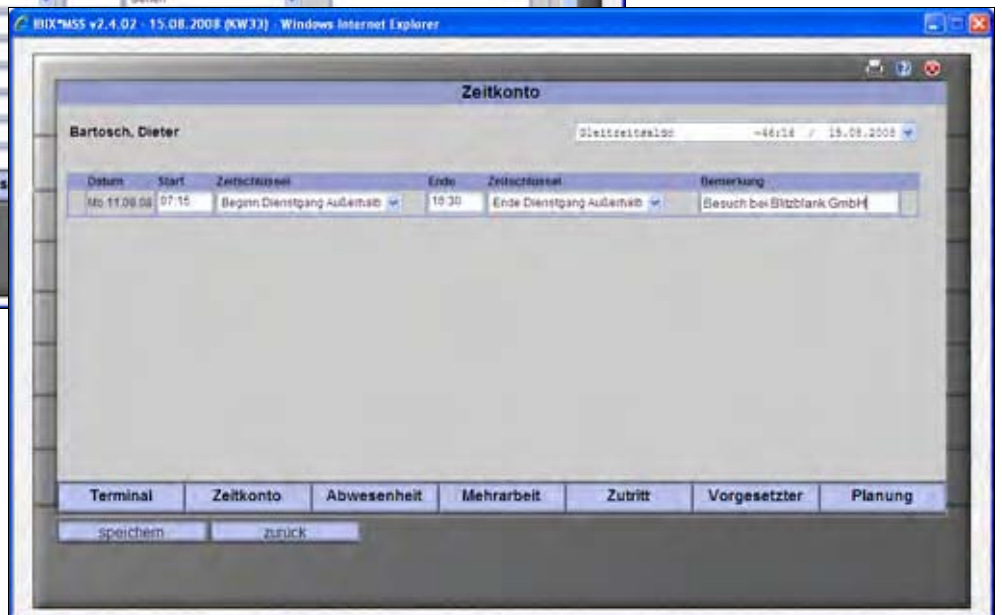 IBIX*MSS v2.4.02 - 15.08.2008 (KW33) - Windows Internet Explorer
Zeitkonto
Bartosch, Dieter
Gleitzeitsaldo -46:16 / 15.08.2008
Datum Start Zeitschlüssel Ende Zeitschlüssel Bemerkung
Mo 11.08.08 07:15 Beginn Dienstgang Außerhalb 18:30 Ende Dienstgang Außerhalb Besuch bei Blitzblank GmbH
Terminal Zeitkonto Abwesenheit Mehrarbeit Zutritt Vorgesetzter Planung
speichern zurück